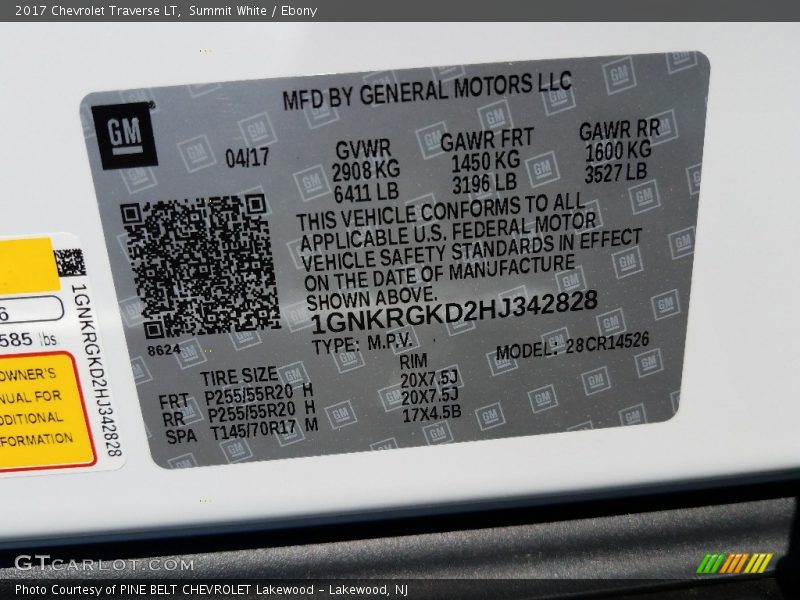 2017 Chevrolet Traverse LT, Summit White / Ebony
MFD BY GENERAL MOTORS LLC
GM
04/17
GVWR
2908 KG
6411 LB
GAWR FRT
1450 KG
3196 LB
GAWR RR
1600 KG
3527 LB
THIS VEHICLE CONFORMS TO ALL
APPLICABLE U.S. FEDERAL MOTOR
VEHICLE SAFETY STANDARDS IN EFFECT
ON THE DATE OF MANUFACTURE
SHOWN ABOVE.
1GNKRGKD2HJ342828
TYPE: M.P.V.
MODEL: 28CR14526
8624
TIRE SIZE
RIM
FRT P255/55R20 H 20X7.5J
RR P255/55R20 H 20X7.5J
SPA T145/70R17 M 17X4.5B
6
585 lbs.
OWNER'S
NUAL FOR
DDITIONAL
FORMATION
1GNKRGKD2HJ342828
GTCARLOT.COM
Photo Courtesy of PINE BELT CHEVROLET Lakewood - Lakewood, NJ